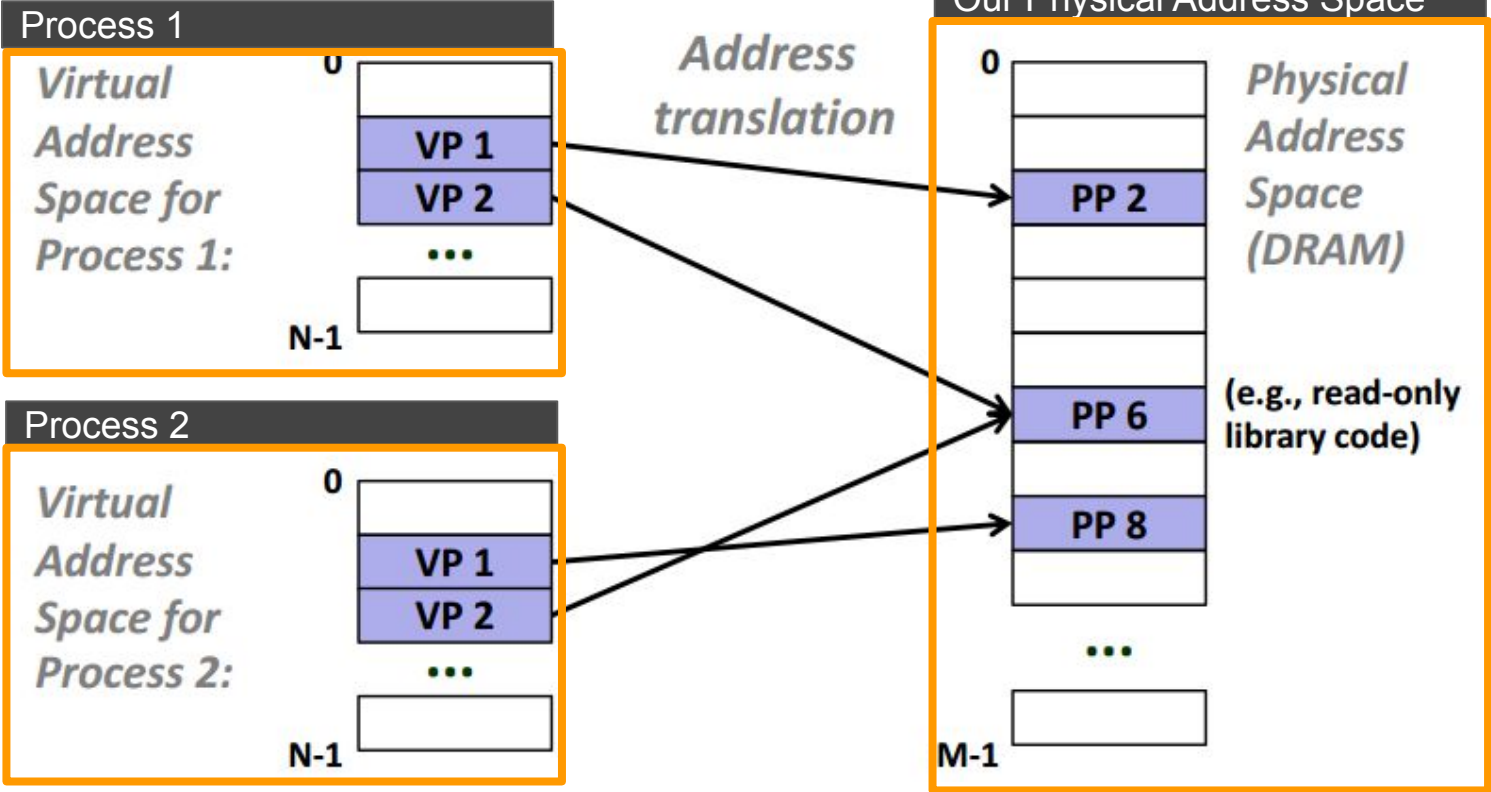 Process 1
Virtual
Address
Space for
Process 1:
0
VP 1
VP 2
...
N-1
Address
translation
Process 2
Virtual
Address
Space for
Process 2:
0
VP 1
VP 2
...
N-1
Our Physical Address Space
0
PP 2
PP 6
PP 8
...
M-1
Physical
Address
Space
(DRAM)
(e.g., read-only
library code)